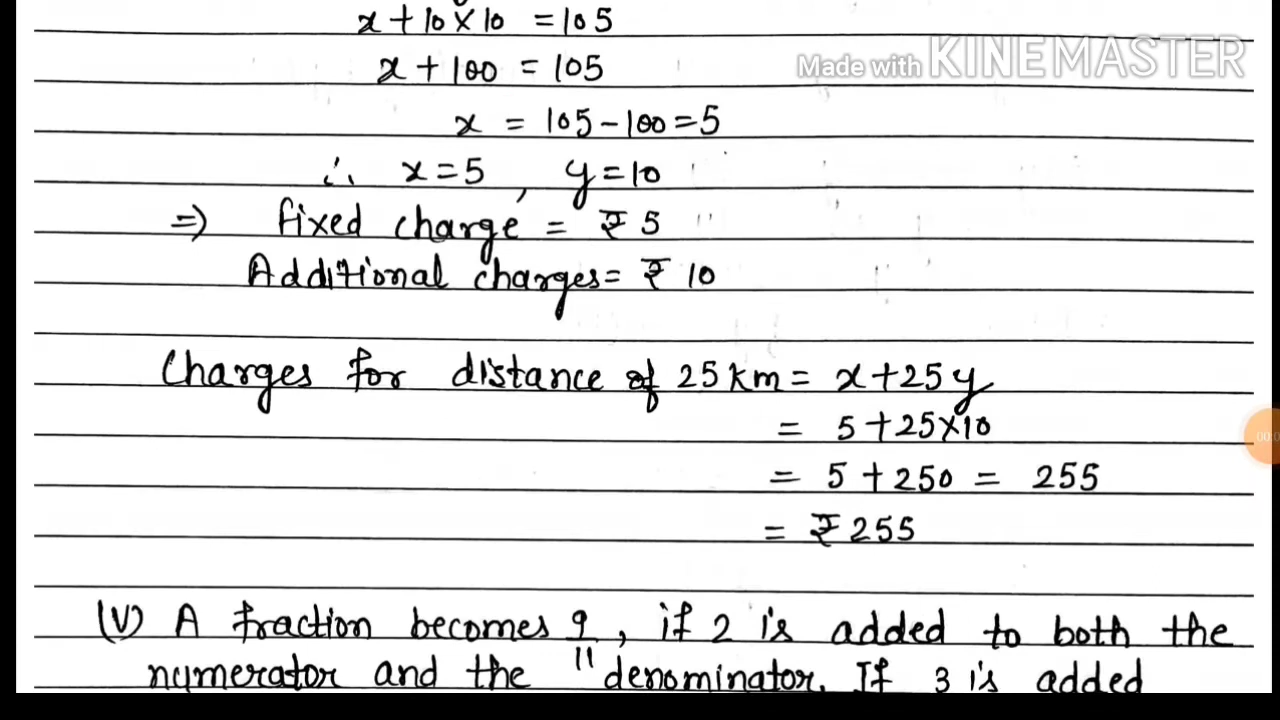 x + 10 × 10 = 105
Made with KINEMASTER
x + 100 = 105
x = 105 - 100 = 5
∴ x = 5, y = 10
⇒ fixed charge = ₹ 5
Additional charges = ₹ 10
Charges for distance of 25 km = x + 25y
= 5 + 25×10
= 5 + 250 = 255
= ₹ 255
(V) A fraction becomes 9/11, if 2 is added to both the
numerator and the denominator. If 3 is added